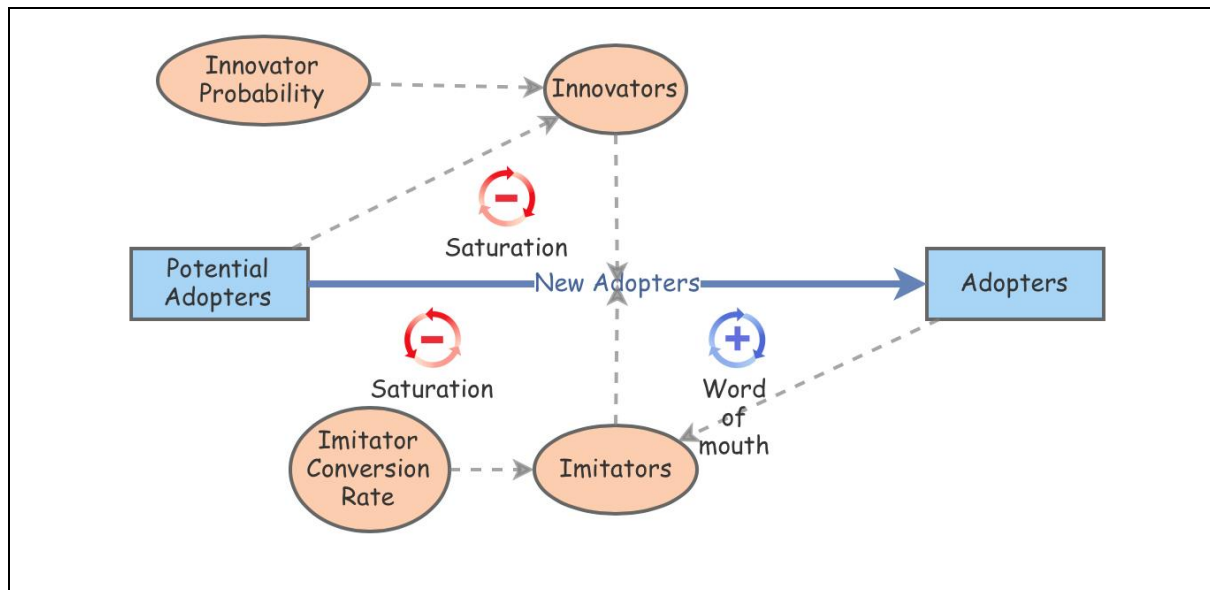 Innovator
Probability
Innovators
Saturation
Potential
Adopters
New Adopters
Adopters
Saturation
Word
of
mouth
Imitator
Conversion
Rate
Imitators